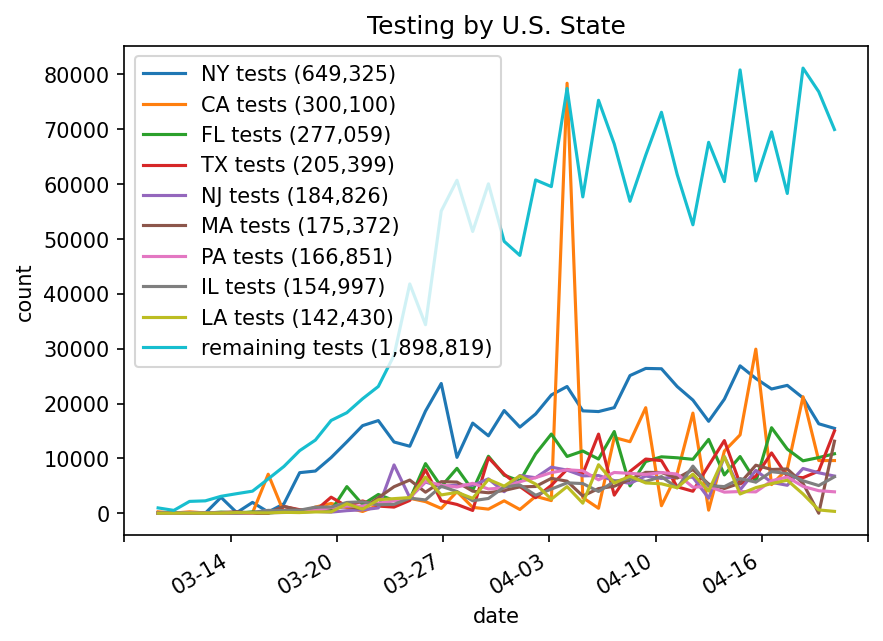 Testing by U.S. State
80000
70000
60000
50000
40000
30000
20000
10000
0
count
NY tests (649,325)
CA tests (300,100)
FL tests (277,059)
TX tests (205,399)
NJ tests (184,826)
MA tests (175,372)
PA tests (166,851)
IL tests (154,997)
LA tests (142,430)
remaining tests (1,898,819)
03-14
03-20
03-27
04-03
04-10
04-16
date